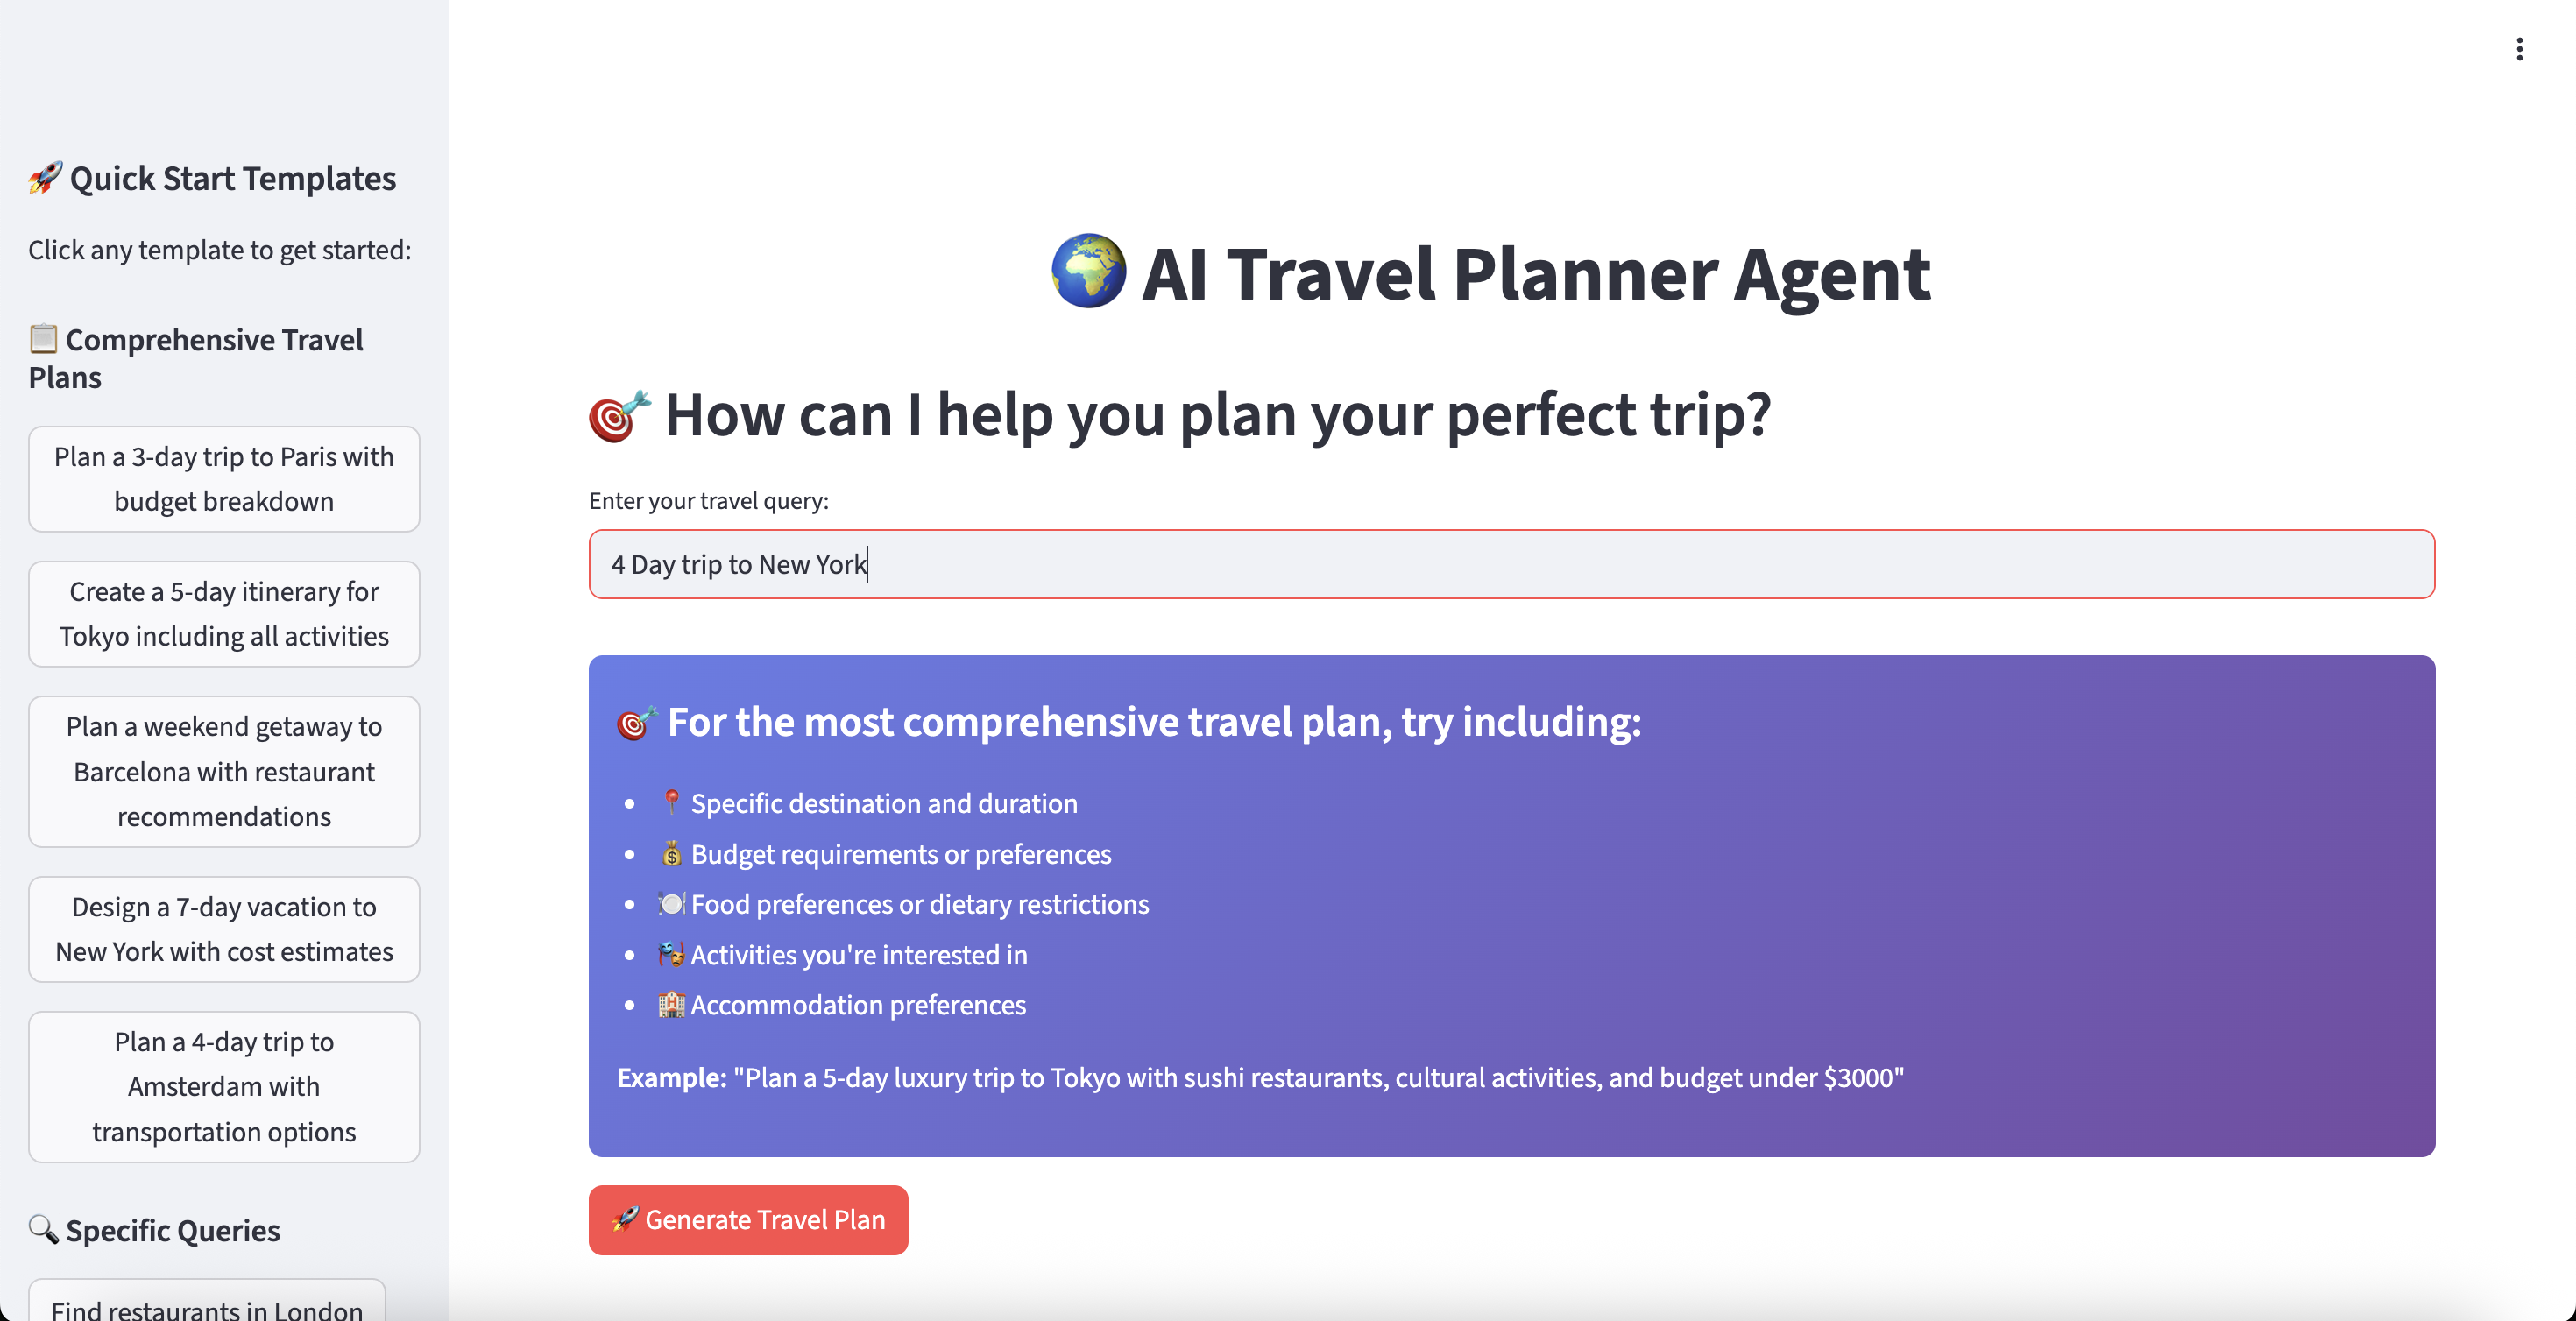 🚀 Quick Start Templates
Click any template to get started:
📋 Comprehensive Travel
Plans
Plan a 3-day trip to Paris with
budget breakdown
Create a 5-day itinerary for
Tokyo including all activities
Plan a weekend getaway to
Barcelona with restaurant
recommendations
Design a 7-day vacation to
New York with cost estimates
Plan a 4-day trip to
Amsterdam with
transportation options
🔍 Specific Queries
Find restaurants in London
🌍 AI Travel Planner Agent
🎯 How can I help you plan your perfect trip?
Enter your travel query:
4 Day trip to New York
🎯 For the most comprehensive travel plan, try including:
• 📍 Specific destination and duration
• 💰 Budget requirements or preferences
• 🍽️ Food preferences or dietary restrictions
• 🎭 Activities you're interested in
• 🏨 Accommodation preferences
Example: "Plan a 5-day luxury trip to Tokyo with sushi restaurants, cultural activities, and budget under $3000"
🚀 Generate Travel Plan